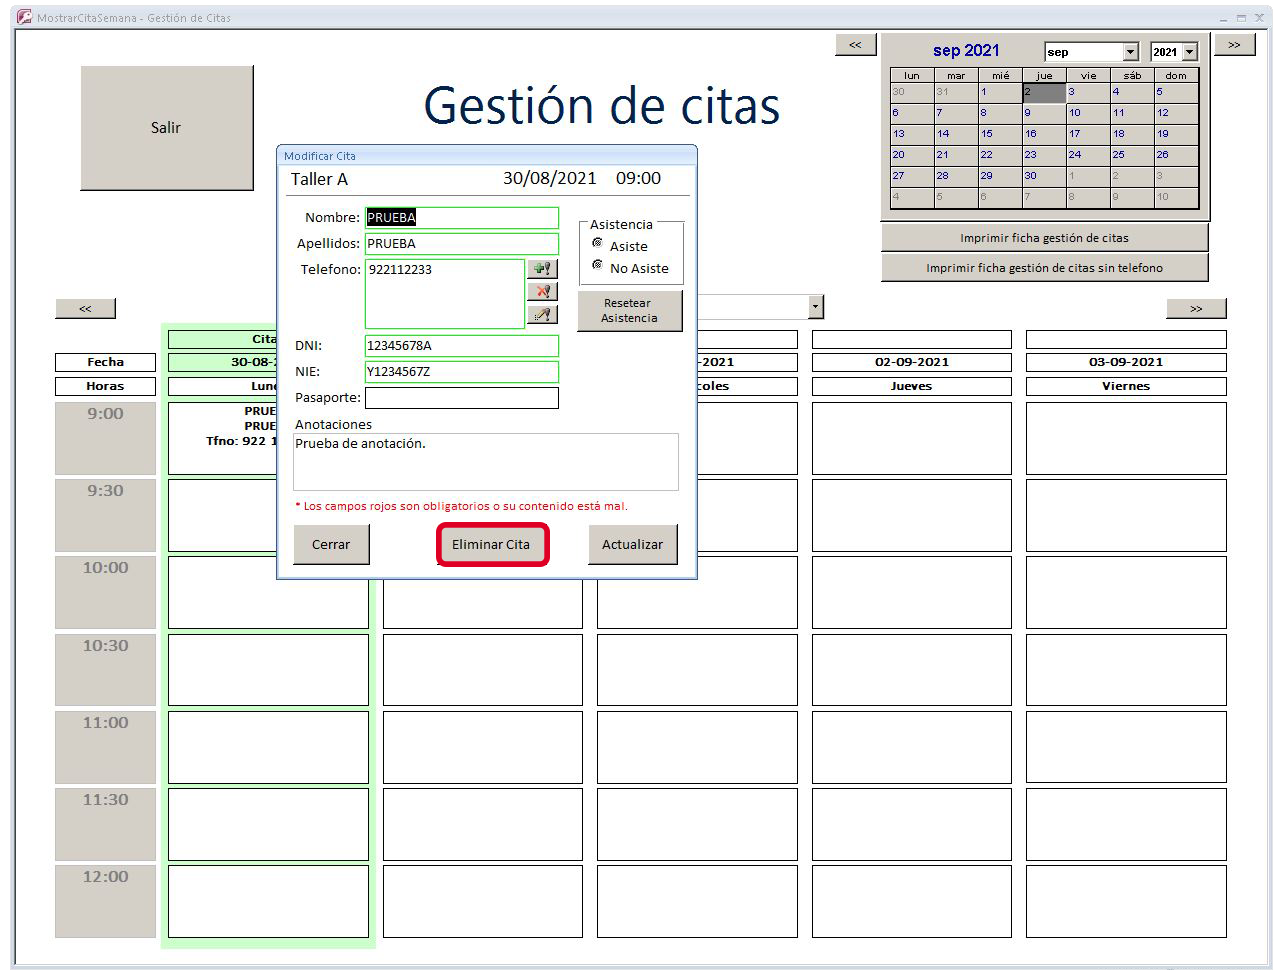 MostrarCitaSemana - Gestión de Citas
<<
sep 2021
sep
2021
>>
lun mar mié jue vie sáb dom
30 31 1 2 3 4 5
6 7 8 9 10 11 12
13 14 15 16 17 18 19
20 21 22 23 24 25 26
27 28 29 30 1 2 3
4 5 6 7 8 9 10
Salir
Gestión de citas
Imprimir ficha gestión de citas
Imprimir ficha gestión de citas sin telefono
Modificar Cita
Taller A 30/08/2021 09:00
Nombre: PRUEBA
Apellidos: PRUEBA
Telefono: 922112233
Asistencia
Asiste
No Asiste
Resetear
Asistencia
DNI: 12345678A
NIE: Y1234567Z
Pasaporte:
Anotaciones
Prueba de anotación.
* Los campos rojos son obligatorios o su contenido está mal.
Cerrar Eliminar Cita Actualizar
<< >>
Cita
Fecha 30-08- -2021 02-09-2021 03-09-2021
Horas Lun coles Jueves Viernes
9:00
PRUE
PRUE
Tfno: 922 1
9:30
10:00
10:30
11:00
11:30
12:00